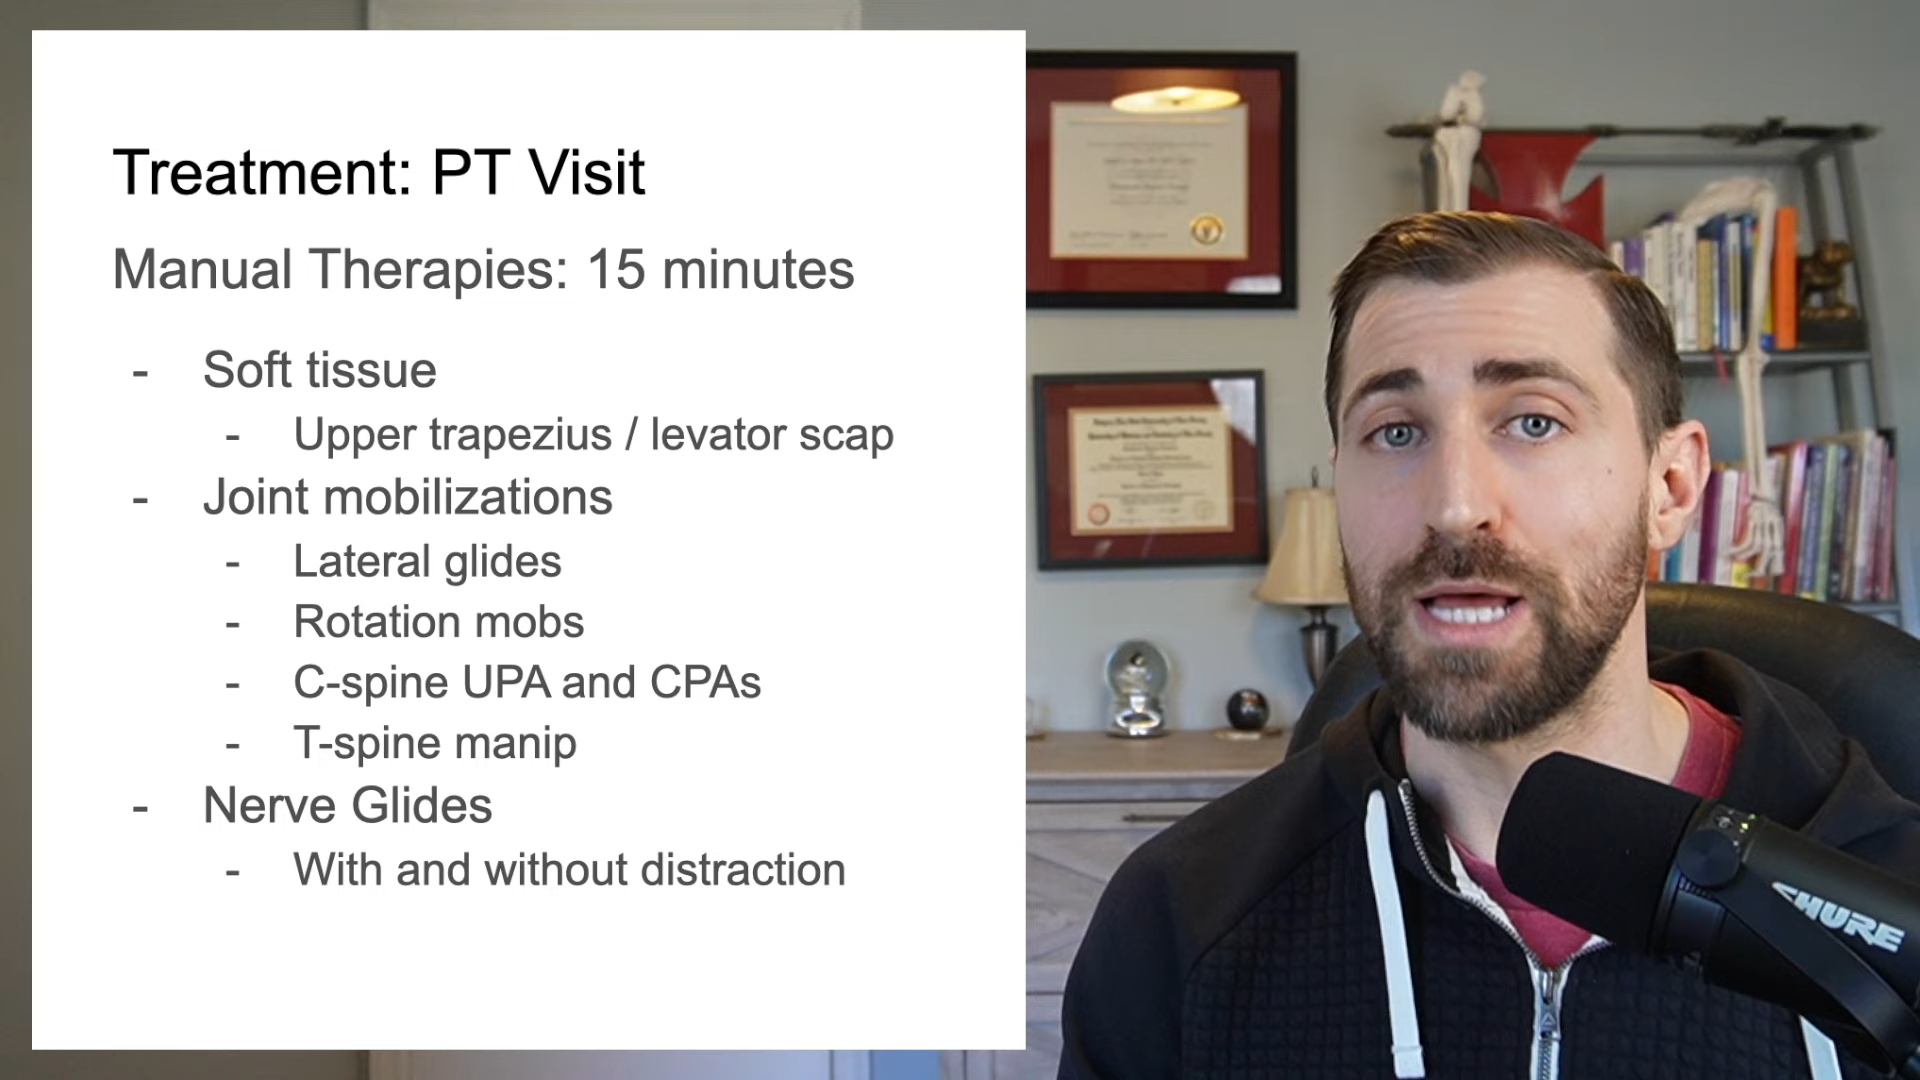 Treatment: PT Visit
Manual Therapies: 15 minutes
- Soft tissue
- Upper trapezius / levator scap
- Joint mobilizations
- Lateral glides
- Rotation mobs
- C-spine UPA and CPAs
- T-spine manip
- Nerve Glides
- With and without distraction
SHURE